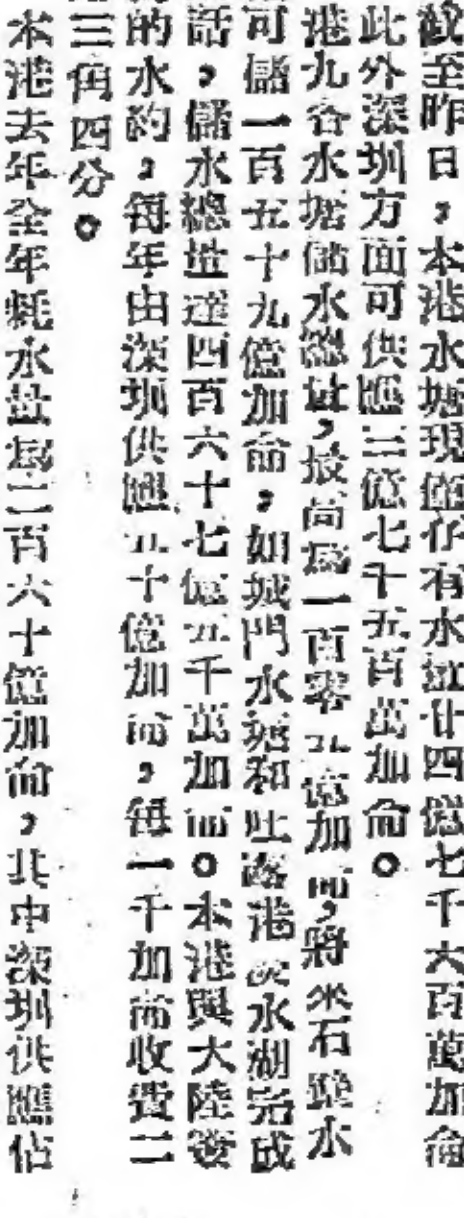 截至昨日，本港水塘現僅存有水量廿四億七千六百萬加侖
此外深圳方面可供應三億七千五百萬加侖。
港九各水塘儲水總量，最高為一百零五億加侖，將來石壁水
可儲一百五十九億加侖，如城門水塘和吐露港淡水湖完成
話，儲水總量達四百六十七億五千萬加侖。本港與大陸簽
的水約，每年由深圳供應五十億加侖，每一千加侖收費二
三角四分。
本港去年全年耗水量為二百六十億加侖，其中深圳供應佔